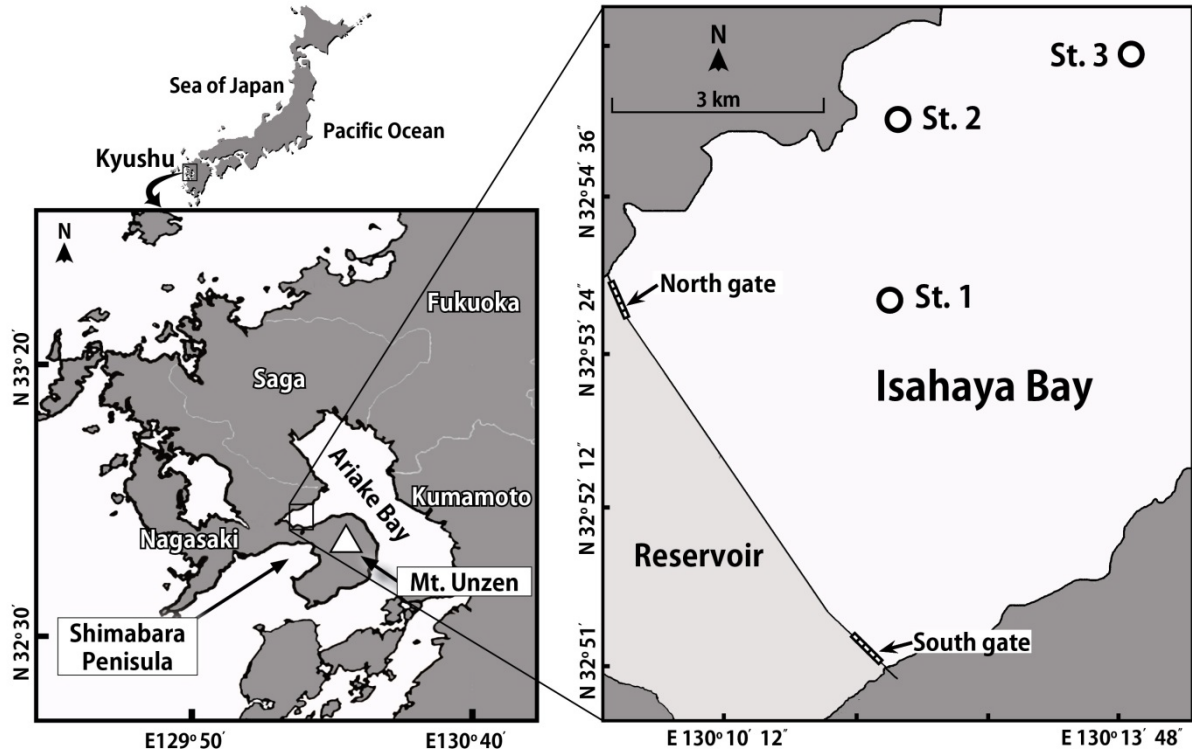 Sea of Japan
Pacific Ocean
Kyushu
N
Fukuoka
Saga
Ariake Bay
Kumamoto
Nagasaki
Mt. Unzen
Shimabara
Penisula
N 33° 20′
N 32° 30′
E129° 50′
E130° 40′
N
3 km
St. 3
St. 2
St. 1
North gate
Isahaya Bay
Reservoir
South gate
N 32° 54′ 36″
N 32° 53′ 24″
N 32° 52′ 12″
N 32° 51′
E 130° 10′ 12″
E 130° 13′ 48″